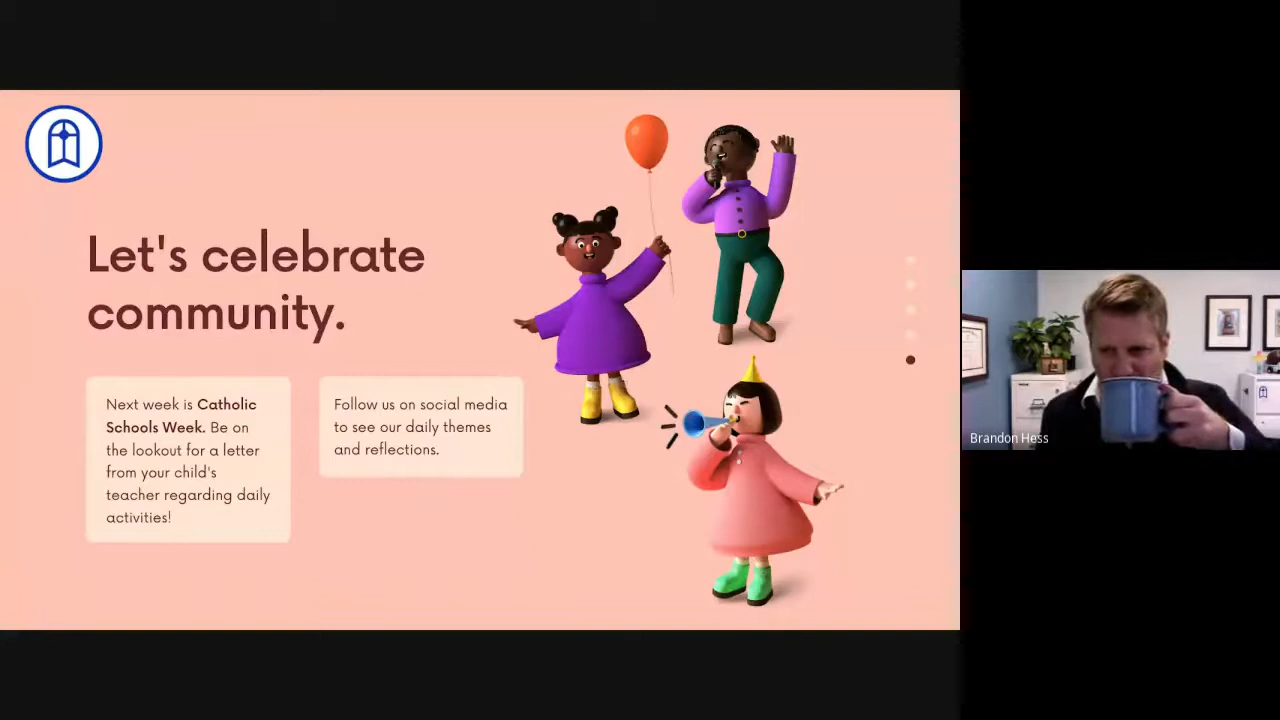 Let's celebrate
community.
Next week is Catholic
Schools Week. Be on
the lookout for a letter
from your child's
teacher regarding daily
activities!
Follow us on social media
to see our daily themes
and reflections.
Brandon Hess